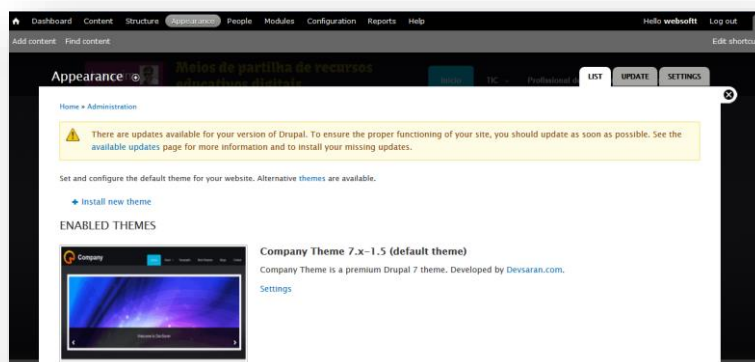 Dashboard Content Structure Appearance People Modules Configuration Reports Help Hello websoftt Log out
Add content Find content Edit shortcu
Appearance
Meios de partilha de recursos
educativos digitais
Início TIC Profissional d
LIST UPDATE SETTINGS
Home » Administration
There are updates available for your version of Drupal. To ensure the proper functioning of your site, you should update as soon as possible. See the
available updates page for more information and to install your missing updates.
Set and configure the default theme for your website. Alternative themes are available.
+ Install new theme
ENABLED THEMES
Company
Company Theme 7.x-1.5 (default theme)
Company Theme is a premium Drupal 7 theme. Developed by Devsaran.com.
Settings